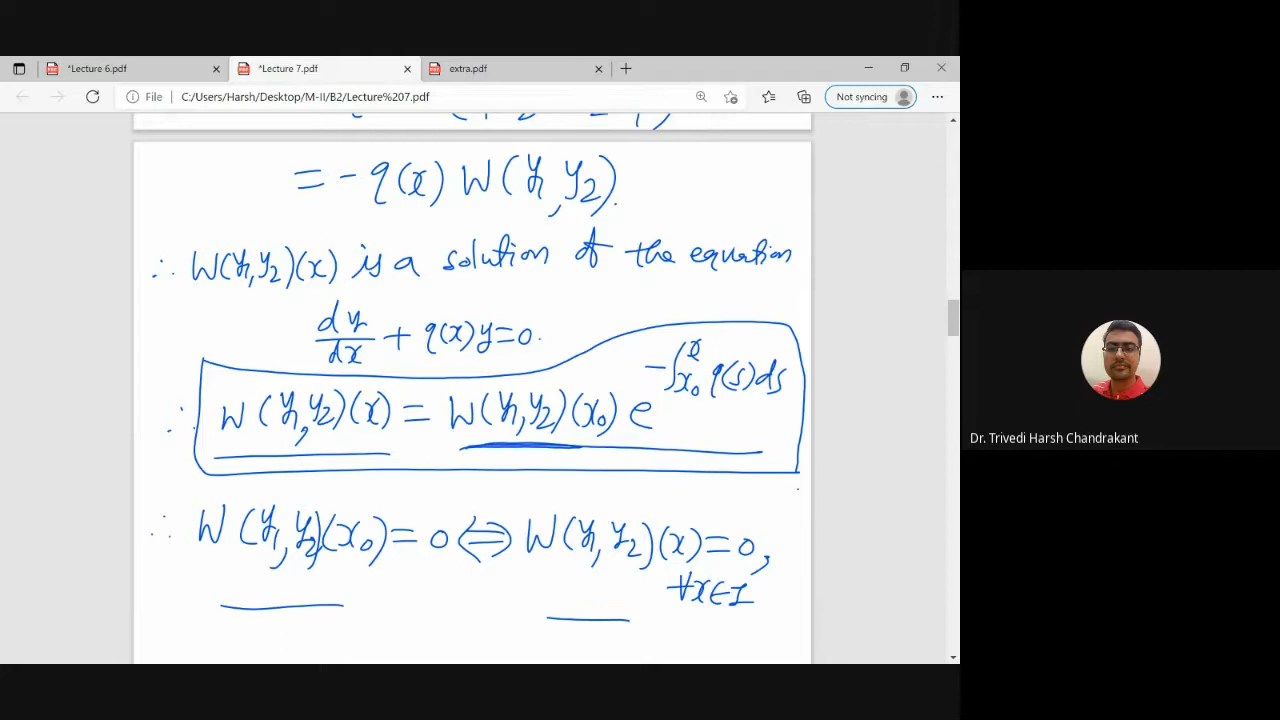 *Lecture 6.pdf
*Lecture 7.pdf
extra.pdf
File C:/Users/Harsh/Desktop/M-II/B2/Lecture%207.pdf
Not syncing
= - q(x) W(y1, y2).
∴ W(y1, y2)(x) is a solution of the equation
dy/dx + q(x)y = 0.
∴ W(y1, y2)(x) = W(y1, y2)(x0) e^(-∫_{x0}^{x} q(s)ds)
∴ W(y1, y2)(x0) = 0 ⟺ W(y1, y2)(x) = 0,
∀x∈I
Dr. Trivedi Harsh Chandrakant